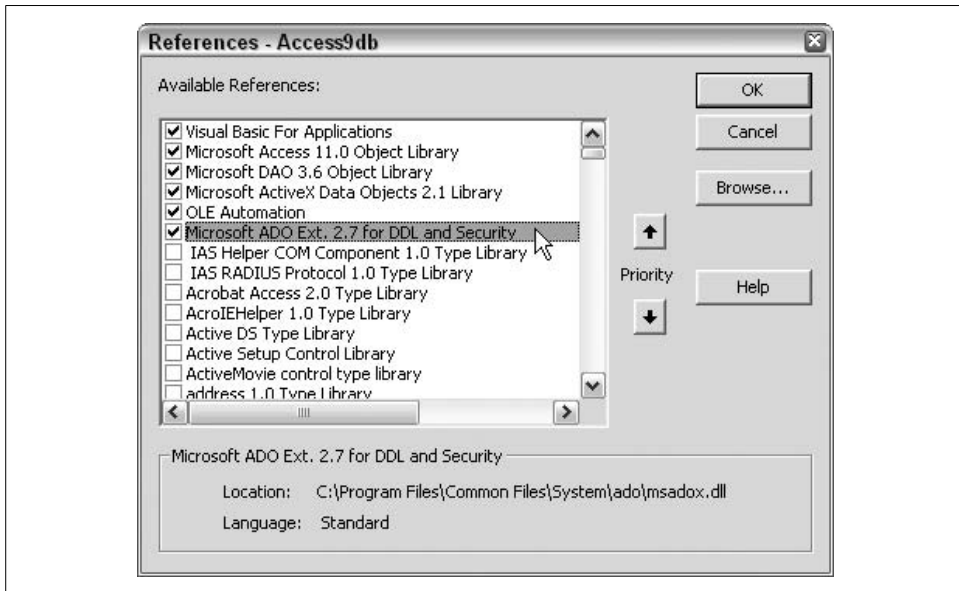 References - Access9db
Available References:
Visual Basic For Applications
Microsoft Access 11.0 Object Library
Microsoft DAO 3.6 Object Library
Microsoft ActiveX Data Objects 2.1 Library
OLE Automation
Microsoft ADO Ext. 2.7 for DDL and Security
IAS Helper COM Component 1.0 Type Library
IAS RADIUS Protocol 1.0 Type Library
Acrobat Access 2.0 Type Library
AcroIEHelper 1.0 Type Library
Active DS Type Library
Active Setup Control Library
ActiveMovie control type library
address 1.0 Type Library
OK
Cancel
Browse...
Priority
Help
Microsoft ADO Ext. 2.7 for DDL and Security
Location: C:\Program Files\Common Files\System\ado\msadox.dll
Language: Standard